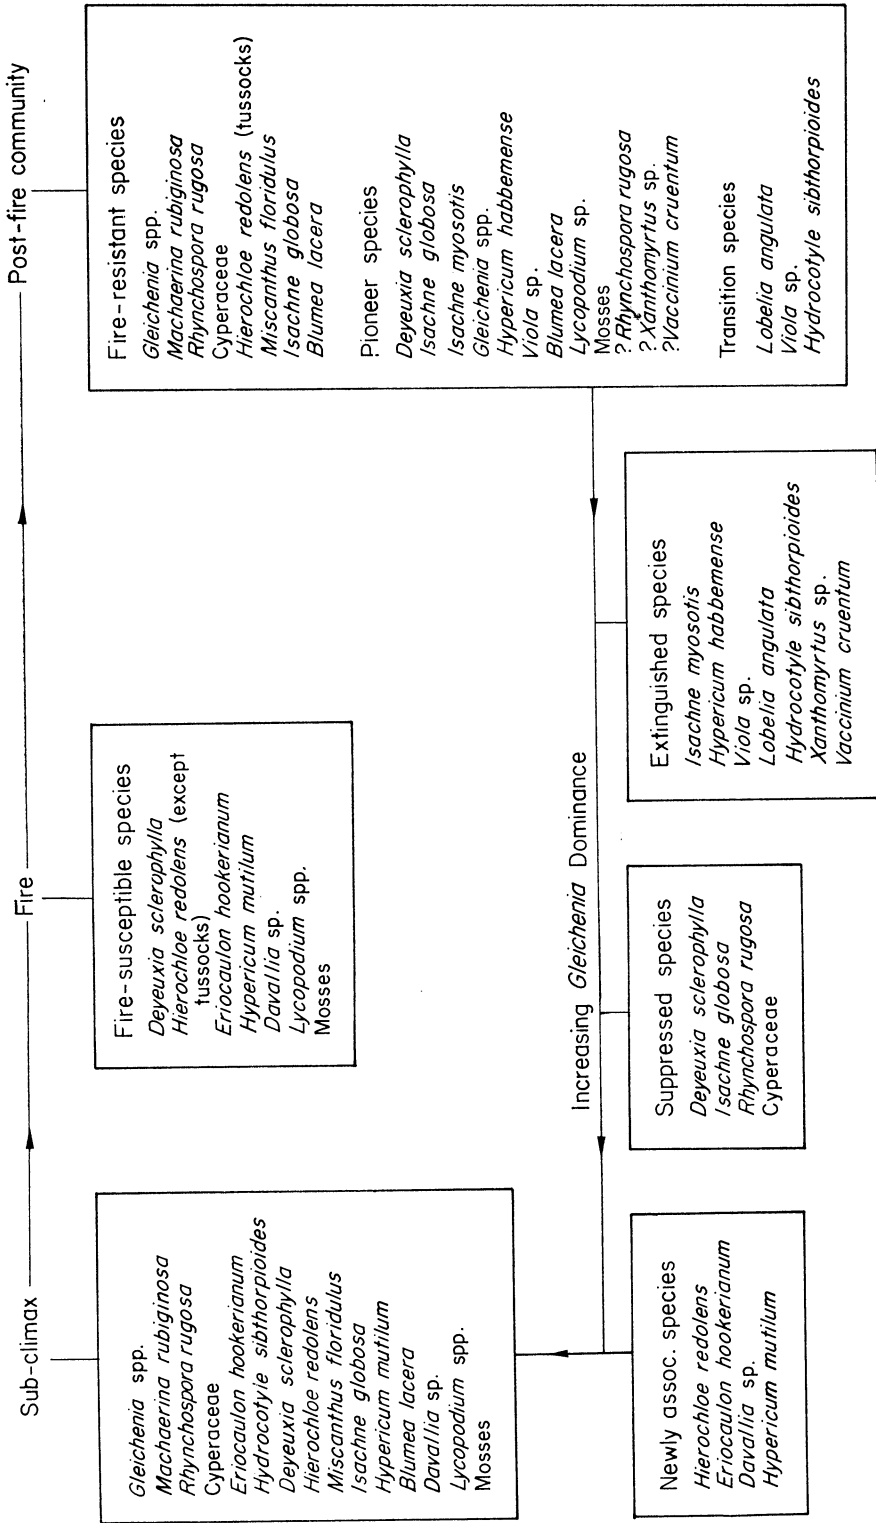 Sub-climax
Fire
Post-fire community
Gleichenia spp.
Machaerina rubiginosa
Rhynchospora rugosa
Cyperaceae
Eriocaulon hookerianum
Hydrocotyle sibthorpioides
Deyeuxia sclerophylla
Hierochloe redolens
Miscanthus floridulus
Isachne globosa
Hypericum mutilum
Blumea lacera
Davallia sp.
Lycopodium spp.
Mosses
Fire-susceptible species
Deyeuxia sclerophylla
Hierochloe redolens (except
tussocks)
Eriocaulon hookerianum
Hypericum mutilum
Davallia sp.
Lycopodium spp.
Mosses
Fire-resistant species
Gleichenia spp.
Machaerina rubiginosa
Rhynchospora rugosa
Cyperaceae
Hierochloe redolens (tussocks)
Miscanthus floridulus
Isachne globosa
Blumea lacera
Pioneer species
Deyeuxia sclerophylla
Isachne globosa
Isachne myosotis
Gleichenia spp.
Hypericum habbemense
Viola sp.
Blumea lacera
Lycopodium sp.
Mosses
?Rhynchospora rugosa
?Xanthomyrtus sp.
?Vaccinium cruentum
Transition species
Lobelia angulata
Viola sp.
Hydrocotyle sibthorpioides
Increasing Gleichenia Dominance
Newly assoc. species
Hierochloe redolens
Eriocaulon hookerianum
Davallia sp.
Hypericum mutilum
Suppressed species
Deyeuxia sclerophylla
Isachne globosa
Rhynchospora rugosa
Cyperaceae
Extinguished species
Isachne myosotis
Hypericum habbemense
Viola sp.
Lobelia angulata
Hydrocotyle sibthorpioides
Xanthomyrtus sp.
Vaccinium cruentum